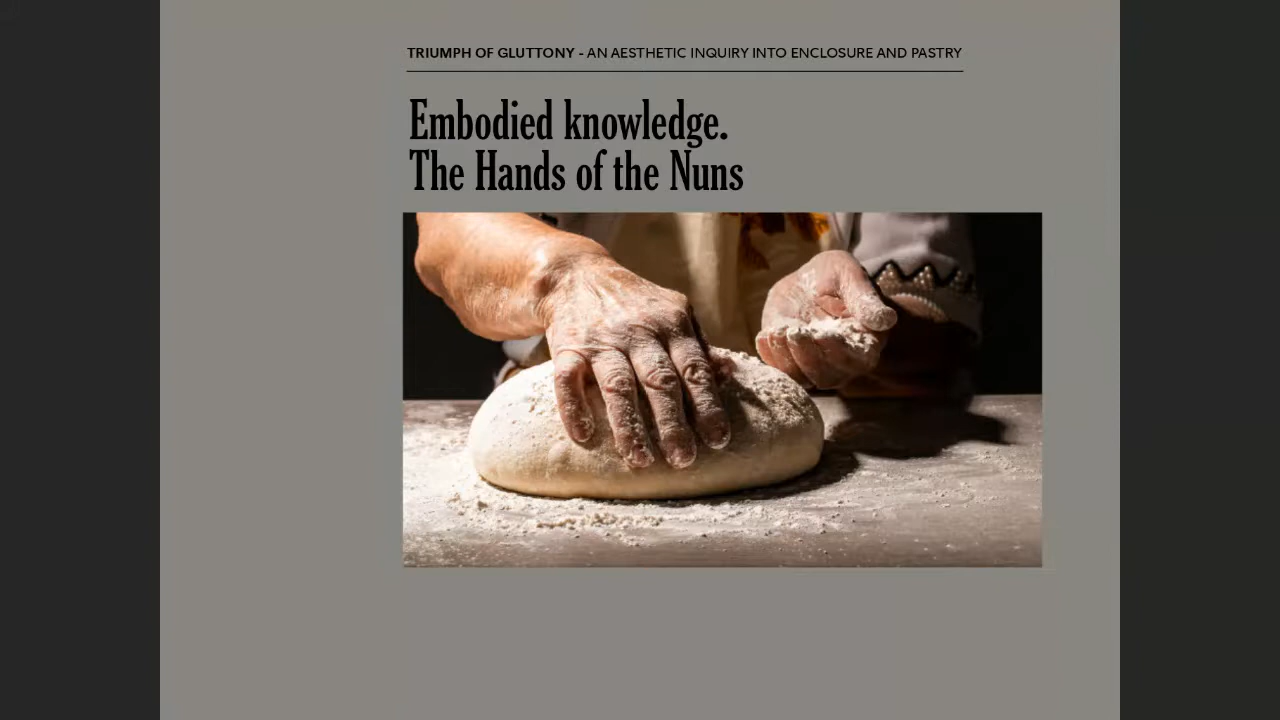 TRIUMPH OF GLUTTONY - AN AESTHETIC INQUIRY INTO ENCLOSURE AND PASTRY
Embodied knowledge.
The Hands of the Nuns